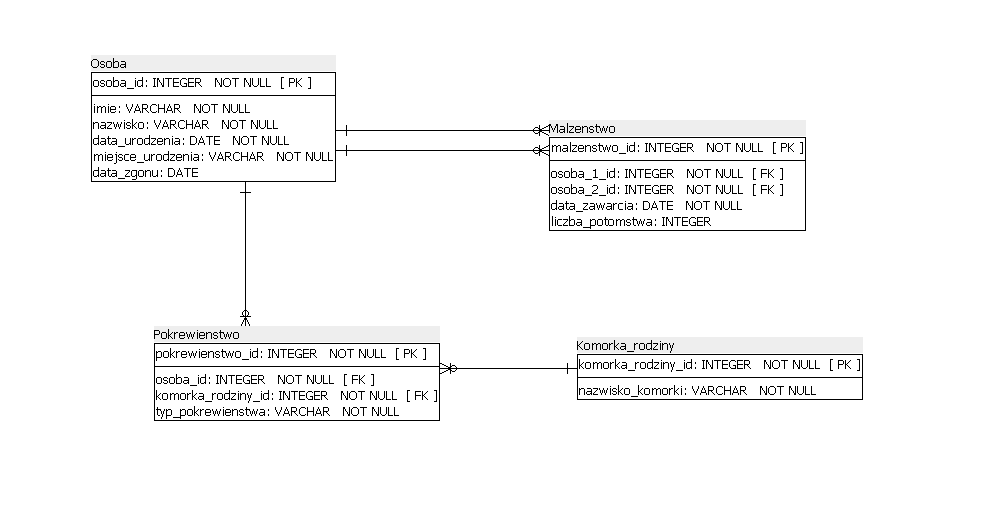 Osoba
osoba_id: INTEGER NOT NULL [ PK ]
imie: VARCHAR NOT NULL
nazwisko: VARCHAR NOT NULL
data_urodzenia: DATE NOT NULL
miejsce_urodzenia: VARCHAR NOT NULL
data_zgonu: DATE
Malzenstwo
malzenstwo_id: INTEGER NOT NULL [ PK ]
osoba_1_id: INTEGER NOT NULL [ FK ]
osoba_2_id: INTEGER NOT NULL [ FK ]
data_zawarcia: DATE NOT NULL
liczba_potomstwa: INTEGER
Pokrewienstwo
pokrewienstwo_id: INTEGER NOT NULL [ PK ]
osoba_id: INTEGER NOT NULL [ FK ]
komorka_rodziny_id: INTEGER NOT NULL [ FK ]
typ_pokrewienstwa: VARCHAR NOT NULL
Komorka_rodziny
komorka_rodziny_id: INTEGER NOT NULL [ PK ]
nazwisko_komorki: VARCHAR NOT NULL